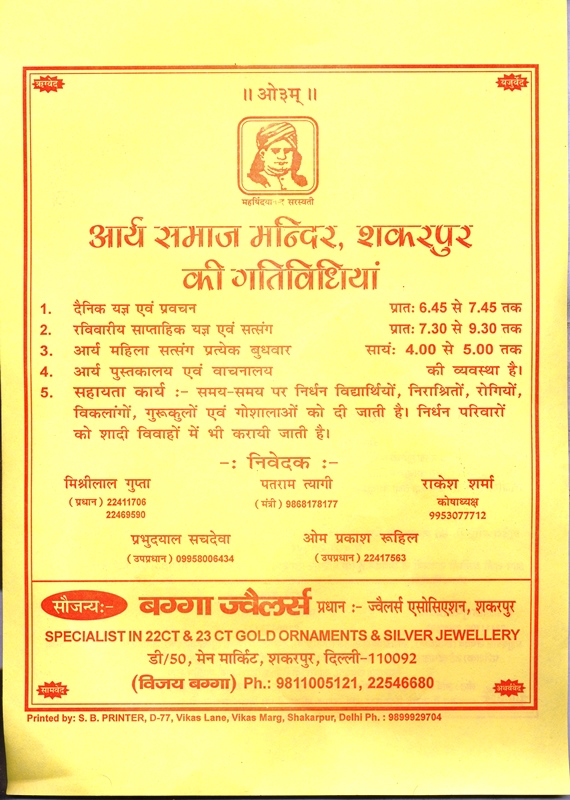 ऋग्वेद
यजुर्वेद
॥ ओ३म् ॥
सरस्वती
आर्य समाज मन्दिर, शकरपुर
की गतिविधियां
1. दैनिक यज्ञ एवं प्रवचन प्रातः 6.45 से 7.45 तक
2. रविवारीय साप्ताहिक यज्ञ एवं सत्संग प्रातः 7.30 से 9.30 तक
3. आर्य महिला सत्संग प्रत्येक बुधवार सायंः 4.00 से 5.00 तक
4. आर्य पुस्तकालय एवं वाचनालय की व्यवस्था है।
5. सहायता कार्य :- समय-समय पर निर्धन विद्यार्थियों, निराश्रितों, रोगियों,
विकलांगों, गुरूकुलों एवं गोशालाओं को दी जाती है। निर्धन परिवारों
को शादी विवाहों में भी करायी जाती है।
-: निवेदक :-
मिश्रीलाल गुप्ता पतराम त्यागी राकेश शर्मा
(प्रधान) 22411706 (मंत्री) 9868178177 कोषाध्यक्ष
22469590 9953077712
प्रभुदयाल सचदेवा ओम प्रकाश रूहिल
(उपप्रधान) 09958006434 (उपप्रधान) 22417563
सौजन्यः- बग्गा ज्वैलर्स प्रधान :- ज्वैलर्स एसोसिएशन, शकरपुर
SPECIALIST IN 22CT & 23 CT GOLD ORNAMENTS & SILVER JEWELLERY
डी/50, मेन मार्किट, शकरपुर, दिल्ली-110092
(विजय बग्गा) Ph.: 9811005121, 22546680
सामवेद
अथर्ववेद
Printed by: S. B. PRINTER, D-77, Vikas Lane, Vikas Marg, Shakarpur, Delhi Ph. : 9899929704